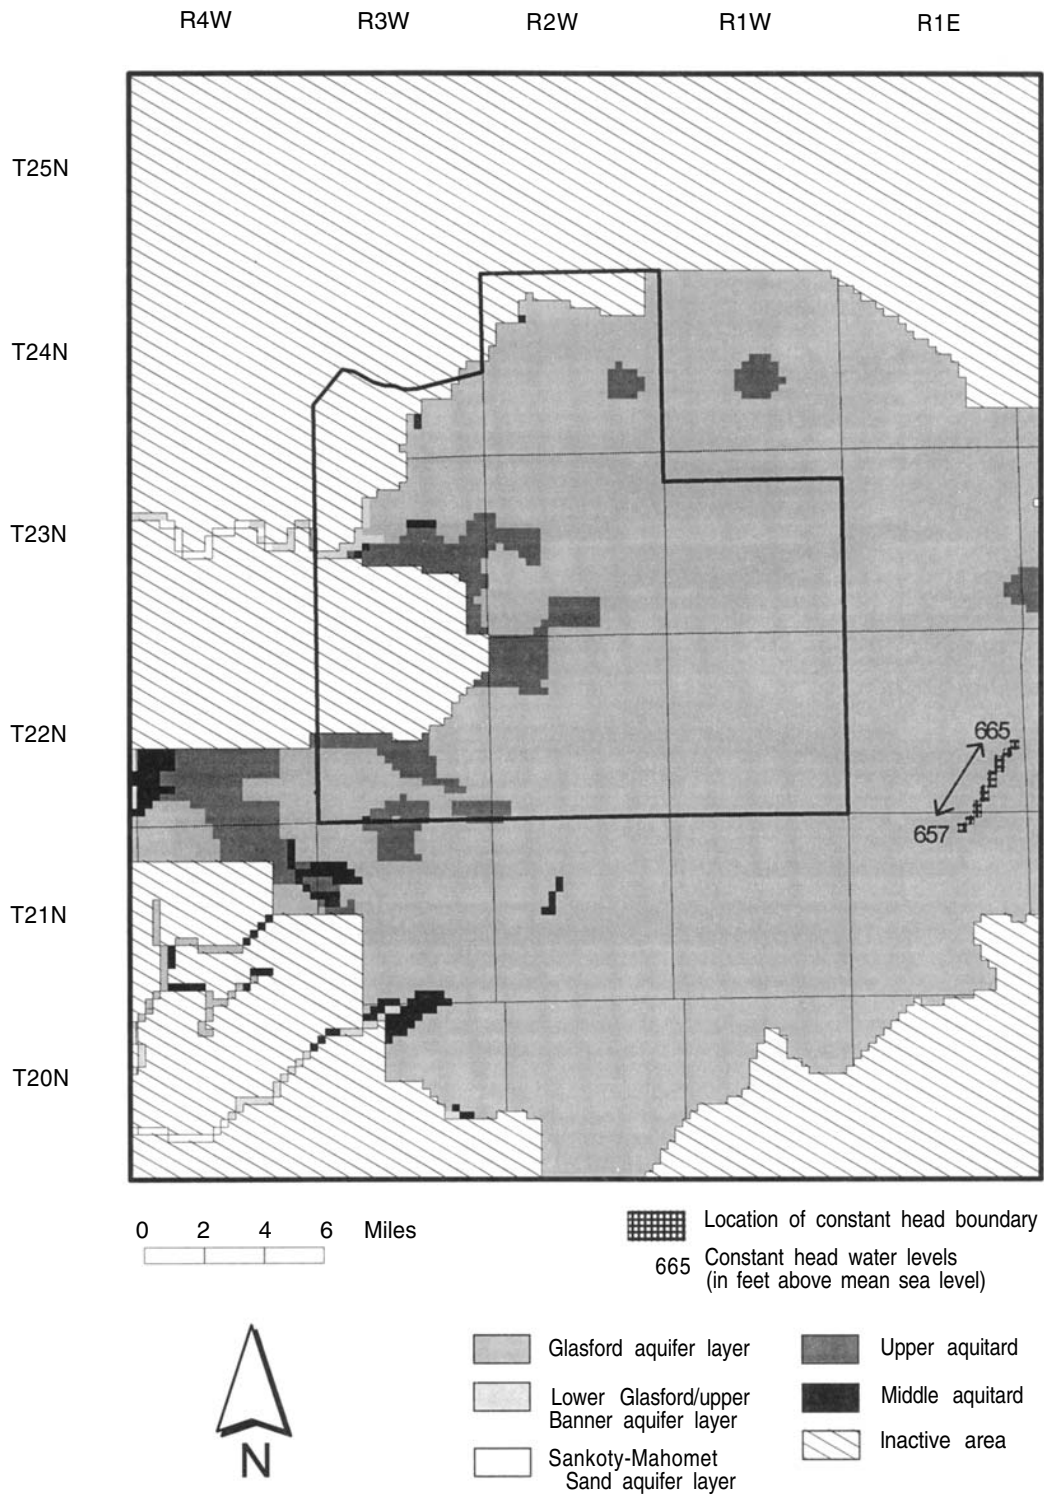 R4W R3W R2W R1W R1E
T25N
T24N
T23N
T22N
665
657
T21N
T20N
0 2 4 6 Miles
Location of constant head boundary
665 Constant head water levels
(in feet above mean sea level)
Glasford aquifer layer
Lower Glasford/upper
Banner aquifer layer
Sankoty-Mahomet
Sand aquifer layer
Upper aquitard
Middle aquitard
Inactive area
N